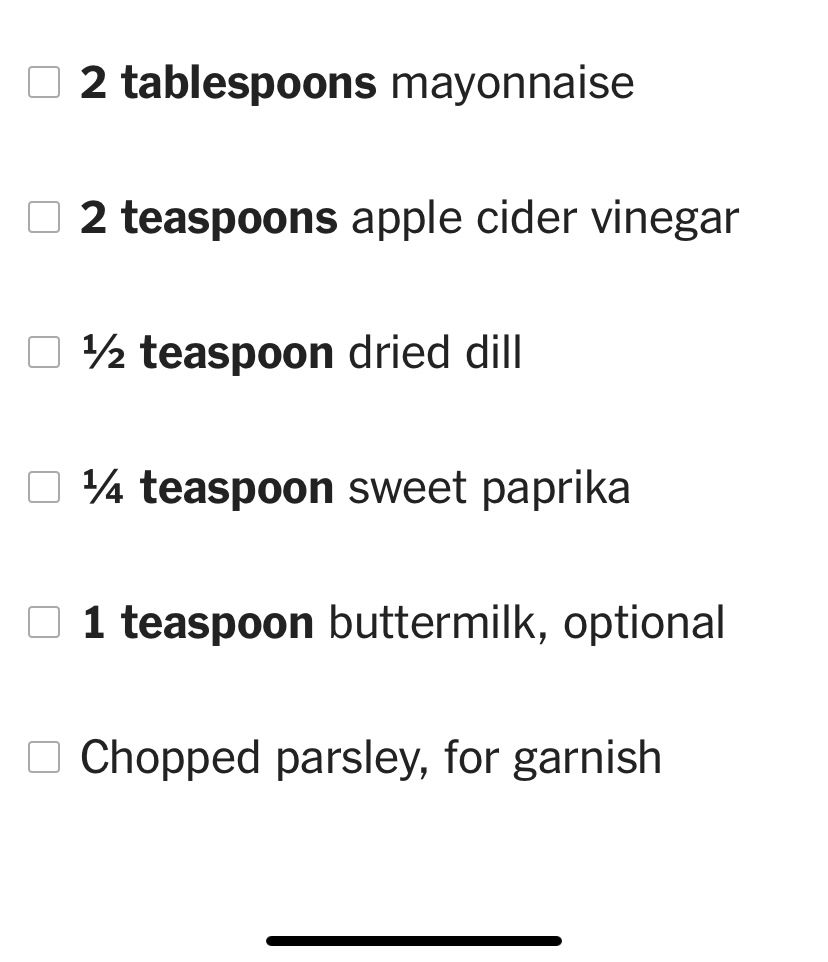 2 tablespoons mayonnaise
2 teaspoons apple cider vinegar
½ teaspoon dried dill
¼ teaspoon sweet paprika
1 teaspoon buttermilk, optional
Chopped parsley, for garnish